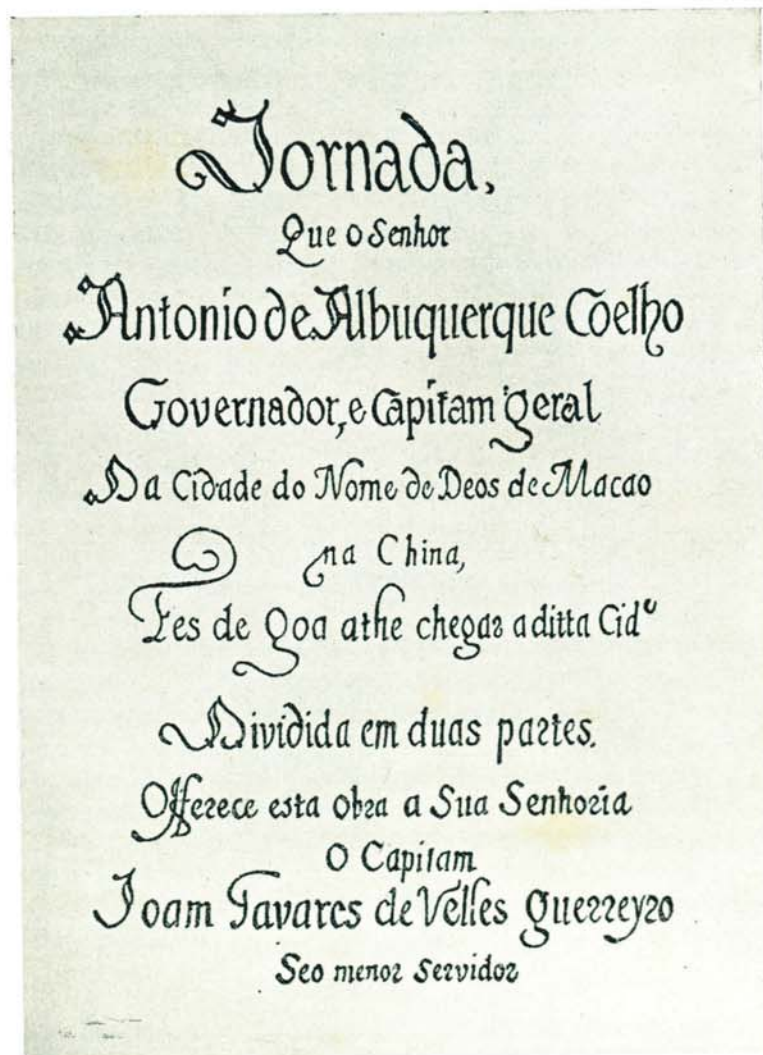 Jornada,
Que o Senhor
Antonio de Albuquerque Coelho
Governador, e Capitam geral
Da Cidade do Nome de Deos de Macao
na China,
Fes de Goa athe chegar a ditta Cidᵉ
Dividida em duas partes.
Offerece esta obra a Sua Senhoria
O Capitam
Joam Tavares de Velles Guerreyro
Seo menor Servidor